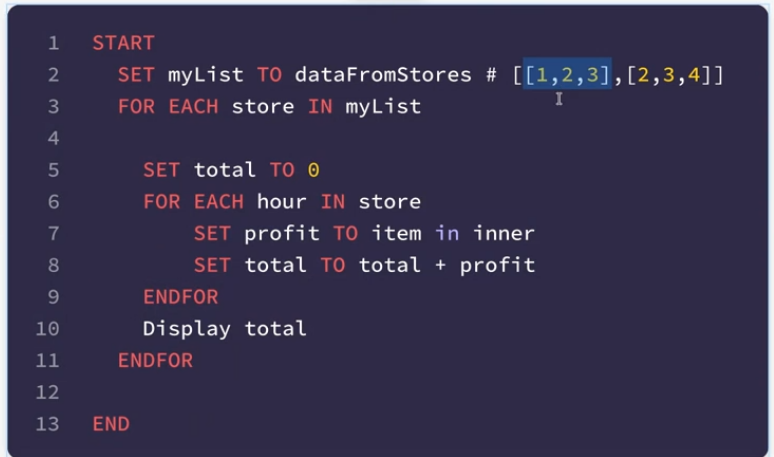 1 START
2 SET myList TO dataFromStores # [[1,2,3],[2,3,4]]
3 FOR EACH store IN myList
4
5 SET total TO 0
6 FOR EACH hour IN store
7 SET profit TO item in inner
8 SET total TO total + profit
9 ENDFOR
10 Display total
11 ENDFOR
12
13 END